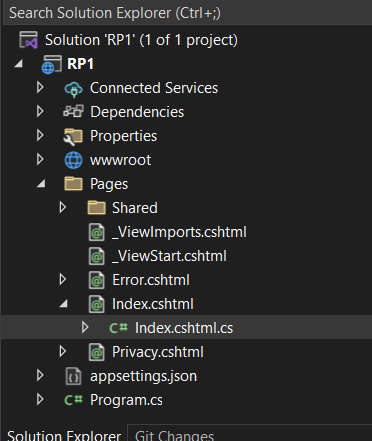 Search Solution Explorer (Ctrl+;)
Solution 'RP1' (1 of 1 project)
RP1
Connected Services
Dependencies
Properties
wwwroot
Pages
Shared
_ViewImports.cshtml
_ViewStart.cshtml
Error.cshtml
Index.cshtml
C# Index.cshtml.cs
Privacy.cshtml
appsettings.json
C# Program.cs
Solution Explorer Git Changes